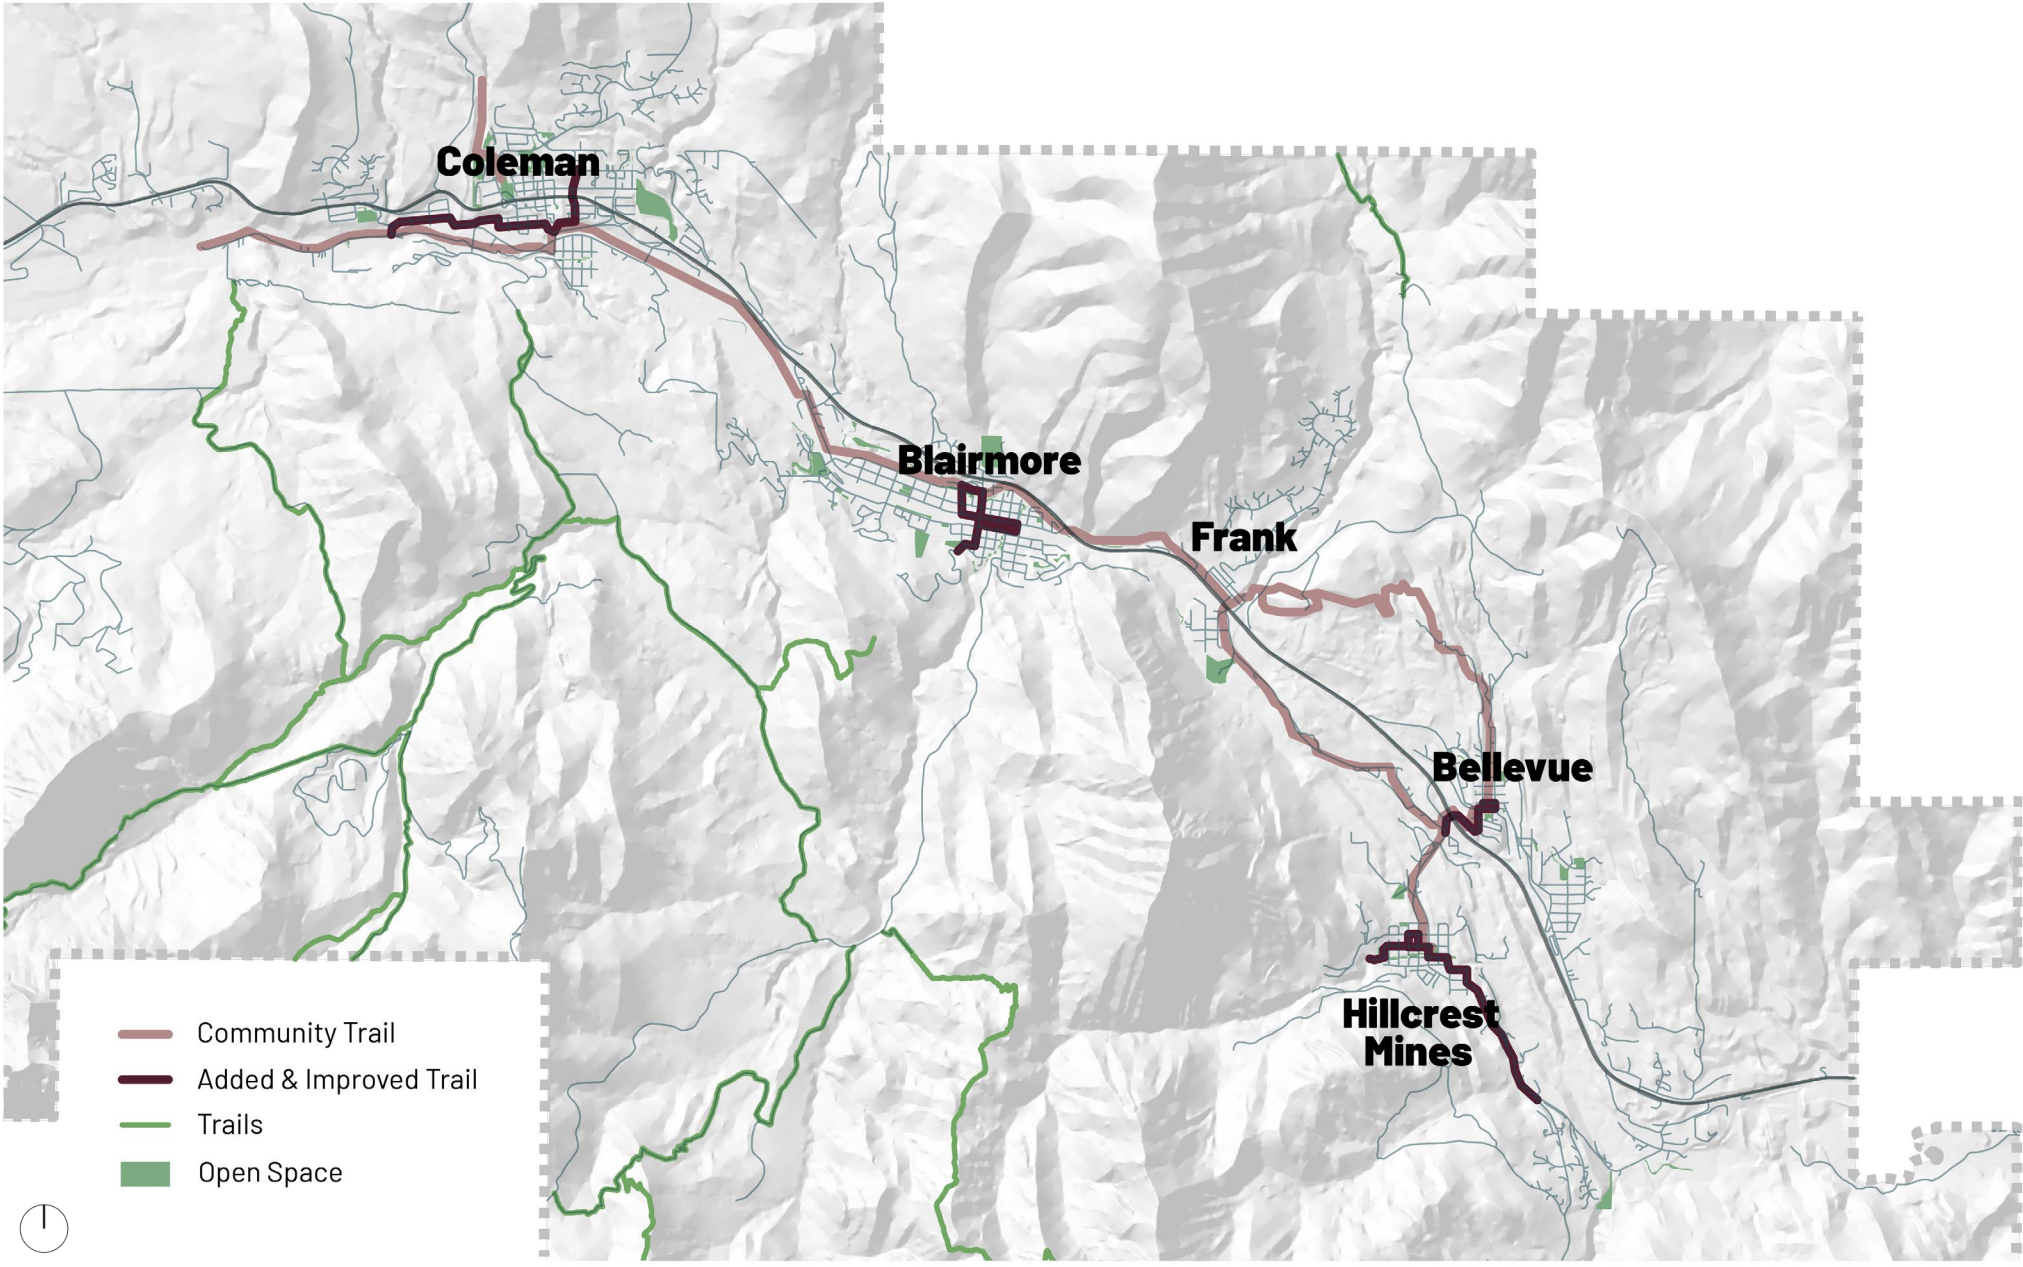 Coleman
Blairmore
Frank
Bellevue
Hillcrest
Mines
Community Trail
Added & Improved Trail
Trails
Open Space